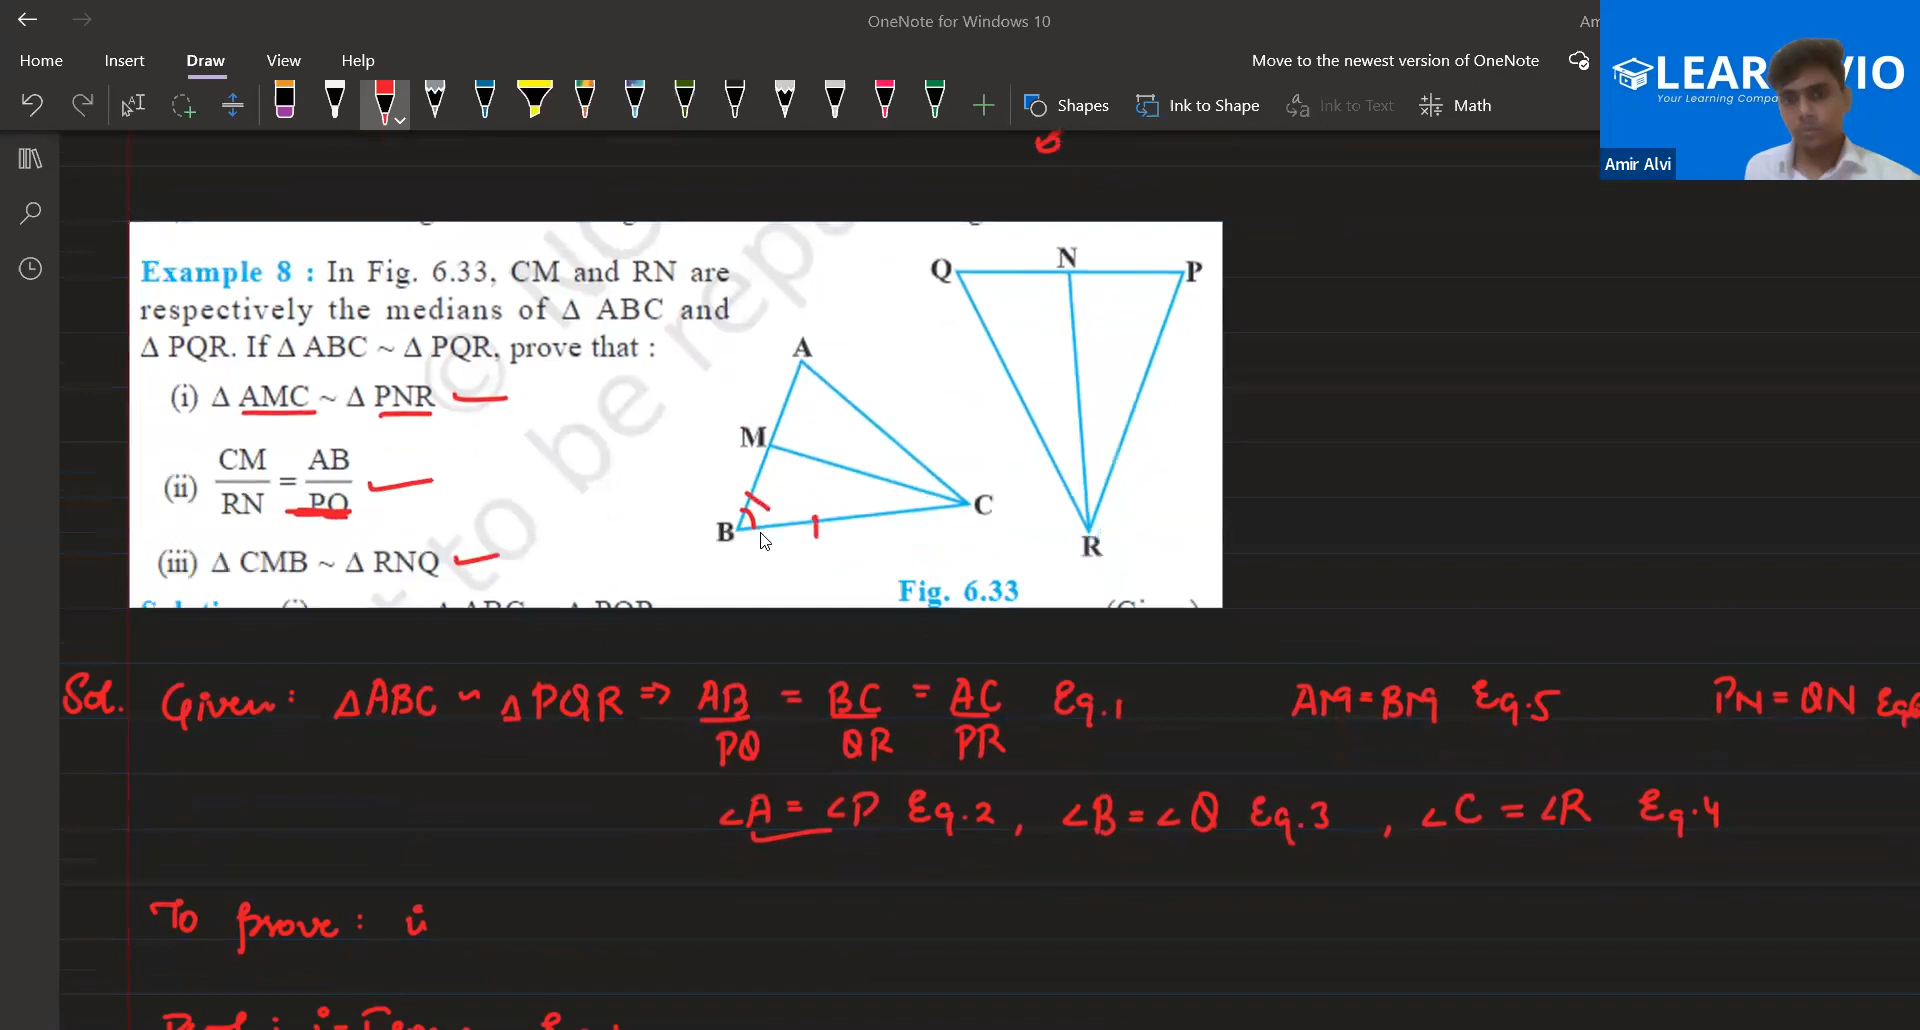 OneNote for Windows 10
Home Insert Draw View Help
Move to the newest version of OneNote
Shapes Ink to Shape Ink to Text Math
Your Learning Compa
Amir Alvi
Example 8 : In Fig. 6.33, CM and RN are
respectively the medians of Δ ABC and
Δ PQR. If Δ ABC ~ Δ PQR, prove that :
(i) Δ AMC ~ Δ PNR
(ii) CM/RN = AB/PQ
(iii) Δ CMB ~ Δ RNQ
A
M
B
C
Q
N
P
R
Fig. 6.33
Sol. Given: ΔABC ~ ΔPQR ⇒ AB/PQ = BC/QR = AC/PR Eq.1 AM=BM Eq.5 PN=QN
∠A = ∠P Eq.2, ∠B = ∠Q Eq.3, ∠C = ∠R Eq.4
To prove: i